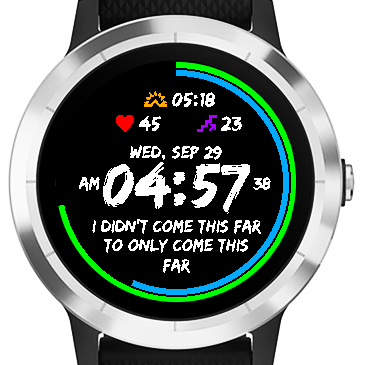 05:18
45 23
WED, SEP 29
AM 04:57 38
I DIDN'T COME THIS FAR
TO ONLY COME THIS
FAR